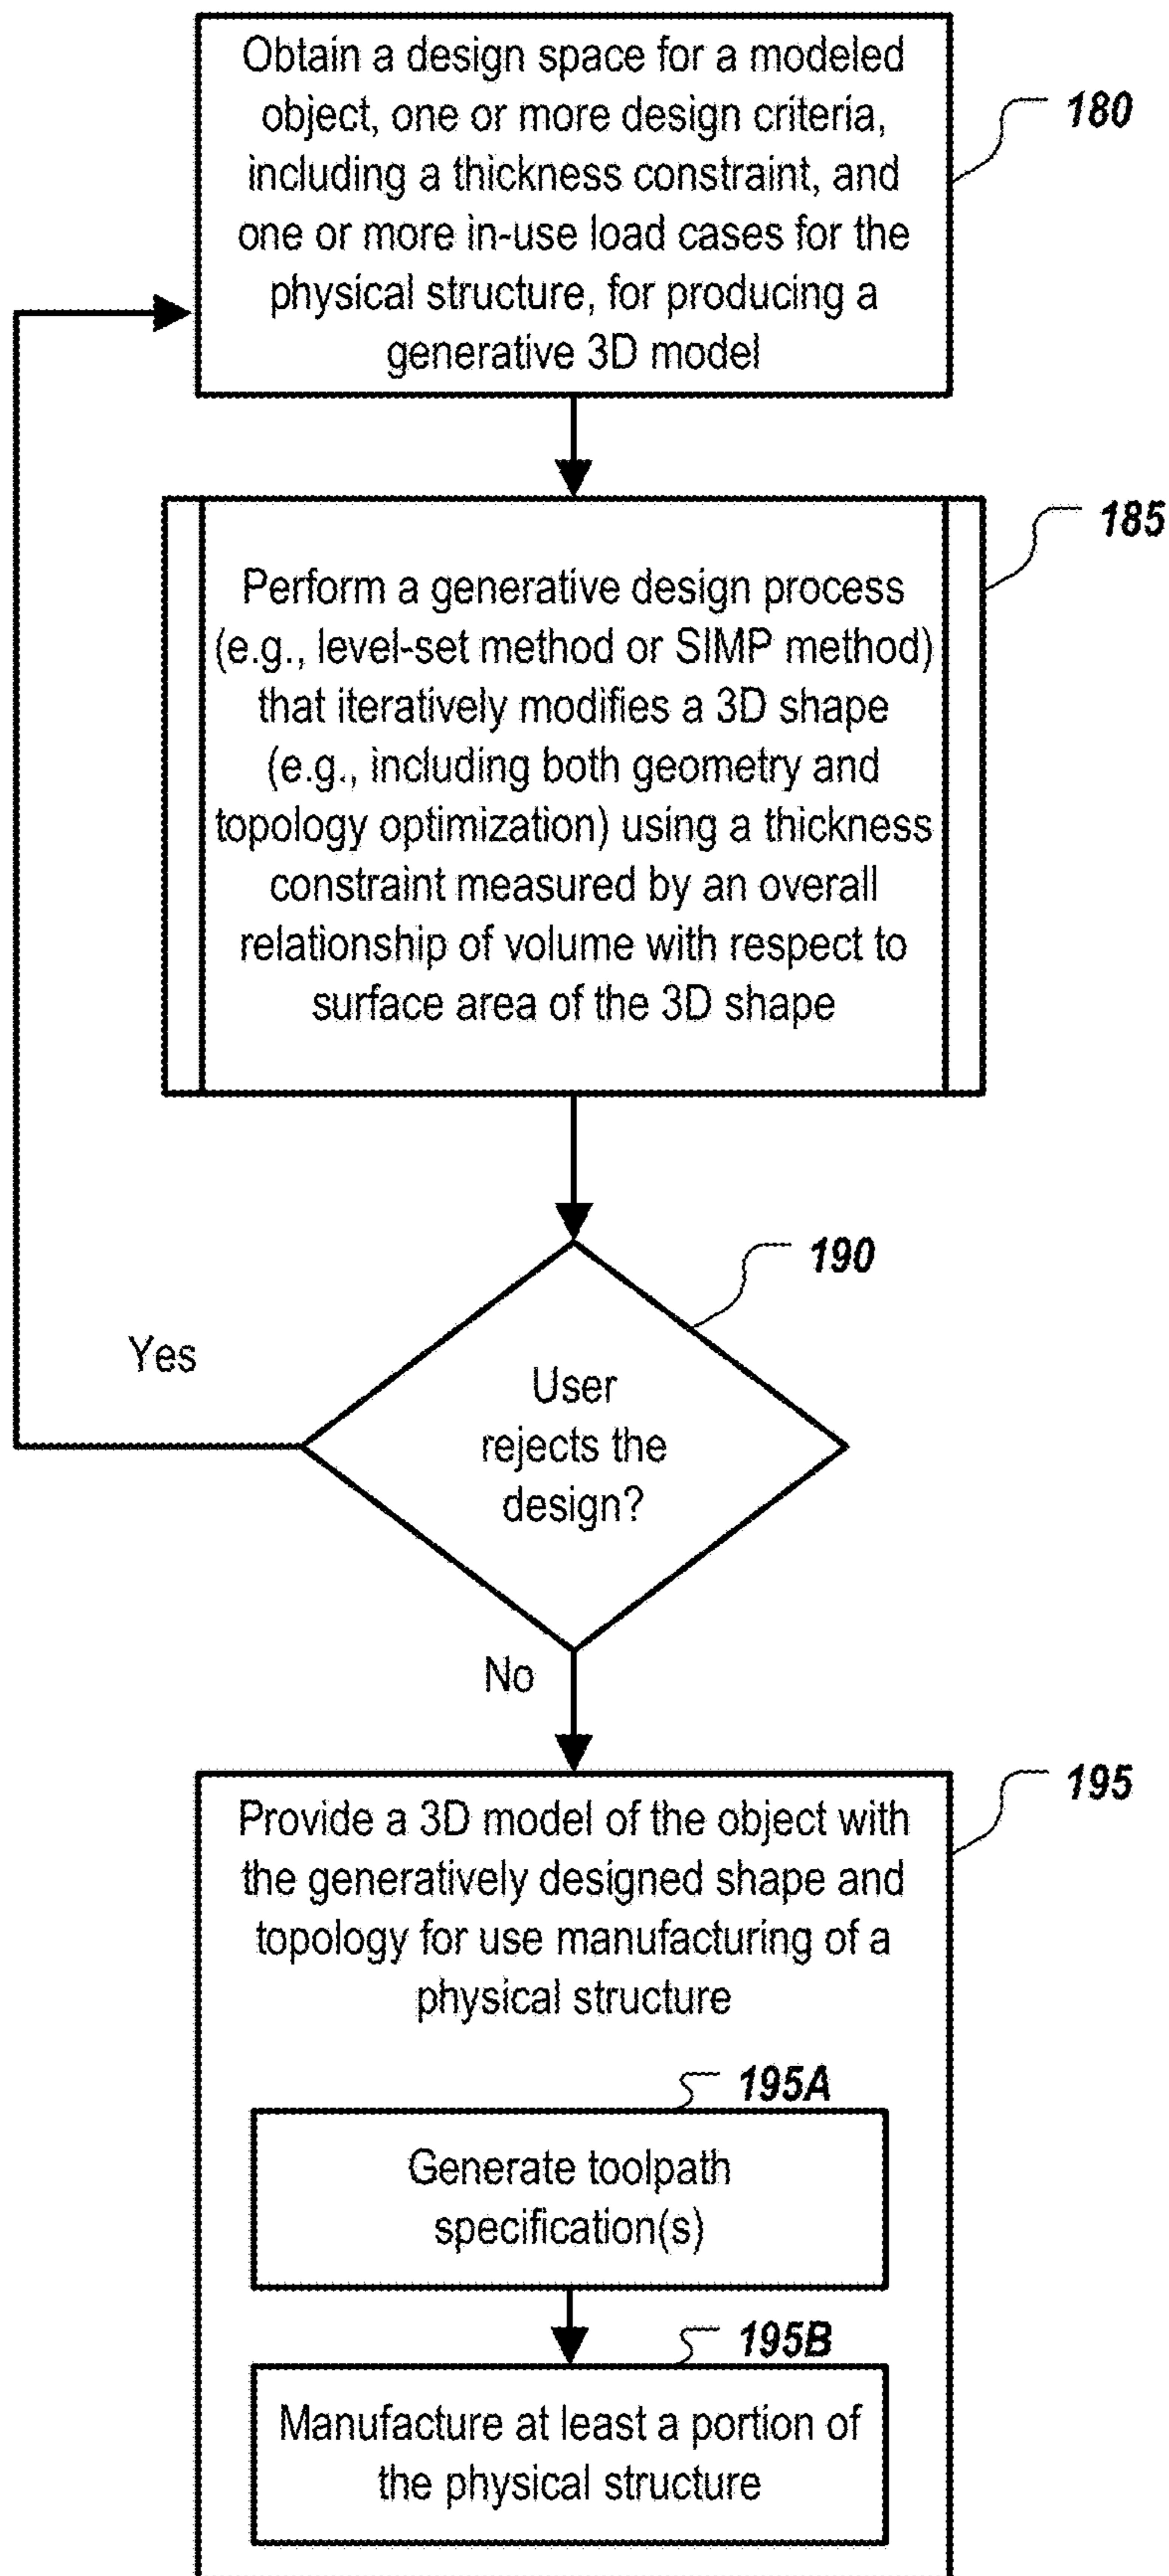 Obtain a design space for a modeled
object, one or more design criteria,
including a thickness constraint, and
one or more in-use load cases for the
physical structure, for producing a
generative 3D model
180
Perform a generative design process
(e.g., level-set method or SIMP method)
that iteratively modifies a 3D shape
(e.g., including both geometry and
topology optimization) using a thickness
constraint measured by an overall
relationship of volume with respect to
surface area of the 3D shape
185
190
Yes
User
rejects the
design?
No
195
Provide a 3D model of the object with
the generatively designed shape and
topology for use manufacturing of a
physical structure
195A
Generate toolpath
specification(s)
195B
Manufacture at least a portion of
the physical structure